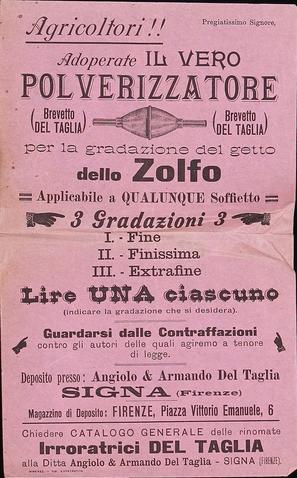 Agricoltori!!
Pregiatissimo Signore,
Adoperate IL VERO
POLVERIZZATORE
(Brevetto DEL TAGLIA)
(Brevetto DEL TAGLIA)
per la gradazione del getto
dello Zolfo
= Applicabile a QUALUNQUE Soffietto =
3 Gradazioni 3
I. - Fine
II. - Finissima
III. - Extrafine
Lire UNA ciascuno
(indicare la gradazione che si desidera).
Guardarsi dalle Contraffazioni
contro gli autori delle quali agiremo a tenore
di legge.
Deposito presso: Angiolo & Armando Del Taglia
SIGNA (Firenze)
Magazzino di Deposito: FIRENZE, Piazza Vittorio Emanuele, 6
Chiedere CATALOGO GENERALE delle rinomate
Irroratrici DEL TAGLIA
alla Ditta Angiolo & Armando Del Taglia - SIGNA (FIRENZE).